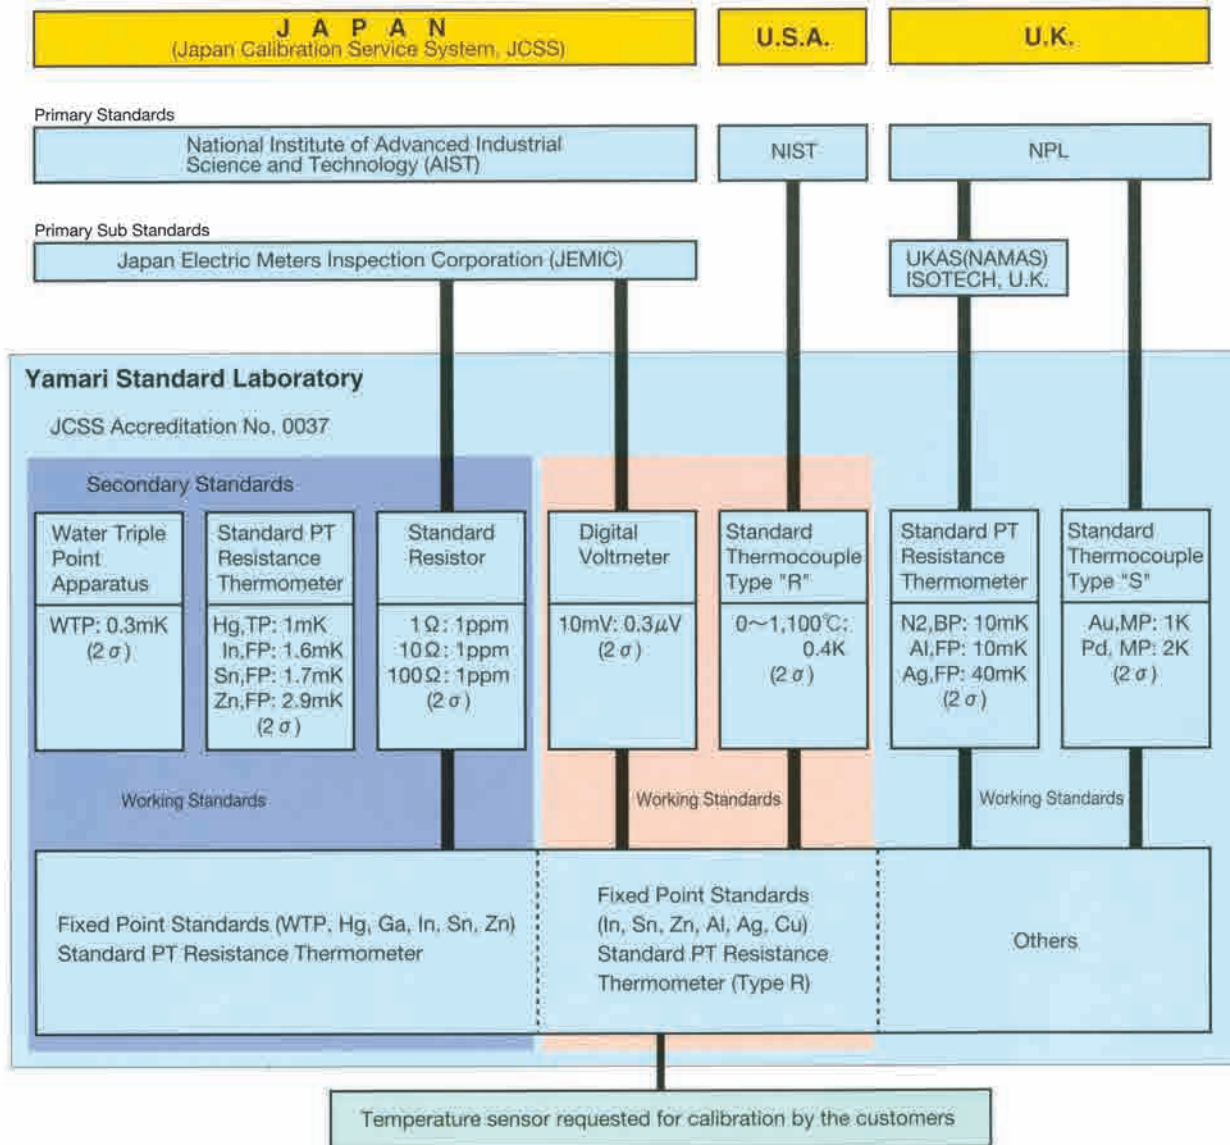 J A P A N
(Japan Calibration Service System, JCSS)
U.S.A.
U.K.
Primary Standards
National Institute of Advanced Industrial
Science and Technology (AIST)
NIST
NPL
Primary Sub Standards
Japan Electric Meters Inspection Corporation (JEMIC)
UKAS(NAMAS)
ISOTECH, U.K.
Yamari Standard Laboratory
JCSS Accreditation No. 0037
Secondary Standards
Water Triple
Point
Apparatus
WTP: 0.3mK
(2σ)
Standard PT
Resistance
Thermometer
Hg,TP: 1mK
In,FP: 1.6mK
Sn,FP: 1.7mK
Zn,FP: 2.9mK
(2σ)
Standard
Resistor
1Ω: 1ppm
10Ω: 1ppm
100Ω: 1ppm
(2σ)
Digital
Voltmeter
10mV: 0.3μV
(2σ)
Standard
Thermocouple
Type "R"
0~1,100℃:
0.4K
(2σ)
Standard PT
Resistance
Thermometer
N2,BP: 10mK
Al,FP: 10mK
Ag,FP: 40mK
(2σ)
Standard
Thermocouple
Type "S"
Au,MP: 1K
Pd, MP: 2K
(2σ)
Working Standards
Working Standards
Working Standards
Fixed Point Standards (WTP, Hg, Ga, In, Sn, Zn)
Standard PT Resistance Thermometer
Fixed Point Standards
(In, Sn, Zn, Al, Ag, Cu)
Standard PT Resistance
Thermometer (Type R)
Others
Temperature sensor requested for calibration by the customers